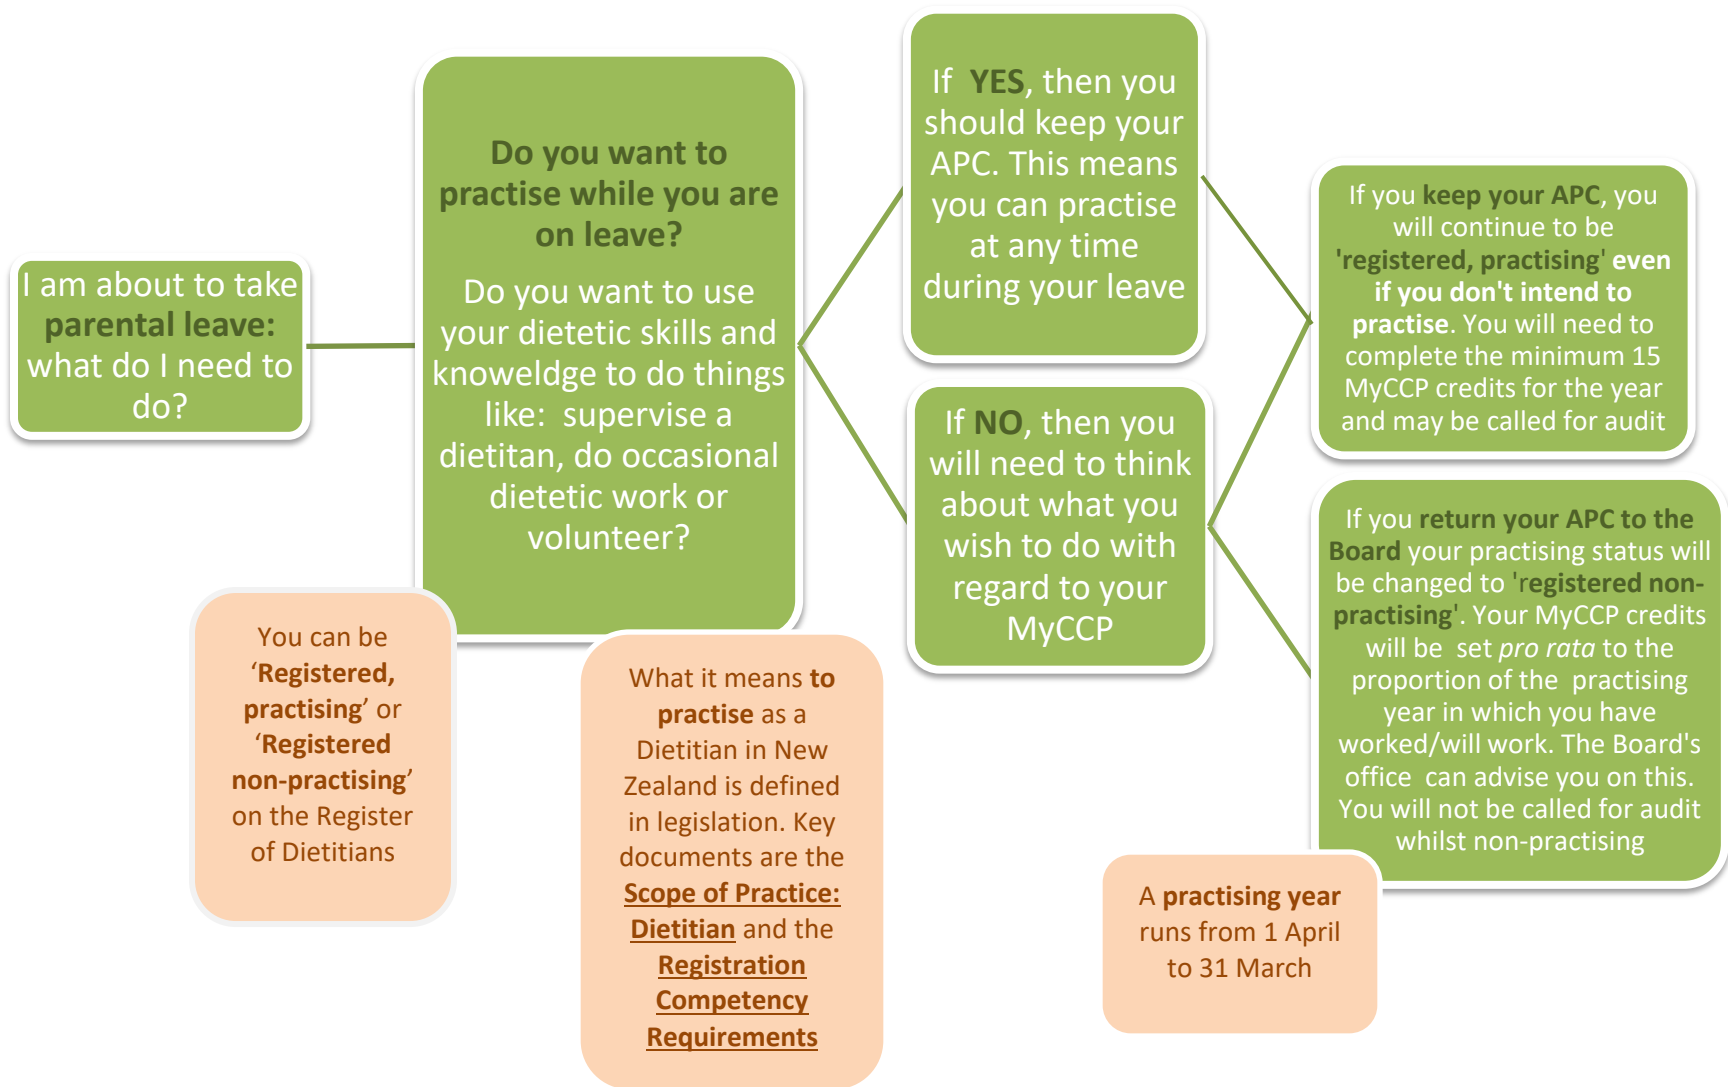 I am about to take
parental leave:
what do I need to
do?
Do you want to
practise while you are
on leave?
Do you want to use
your dietetic skills and
knoweldge to do things
like: supervise a
dietitan, do occasional
dietetic work or
volunteer?
If YES, then you
should keep your
APC. This means
you can practise
at any time
during your leave
If NO, then you
will need to think
about what you
wish to do with
regard to your
MyCCP
If you keep your APC, you
will continue to be
'registered, practising' even
if you don't intend to
practise. You will need to
complete the minimum 15
MyCCP credits for the year
and may be called for audit
If you return your APC to the
Board your practising status will
be changed to 'registered non-
practising'. Your MyCCP credits
will be set pro rata to the
proportion of the practising
year in which you have
worked/will work. The Board's
office can advise you on this.
You will not be called for audit
whilst non-practising
You can be
‘Registered,
practising’ or
‘Registered
non-practising’
on the Register
of Dietitians
What it means to
practise as a
Dietitian in New
Zealand is defined
in legislation. Key
documents are the
Scope of Practice:
Dietitian and the
Registration
Competency
Requirements
A practising year
runs from 1 April
to 31 March